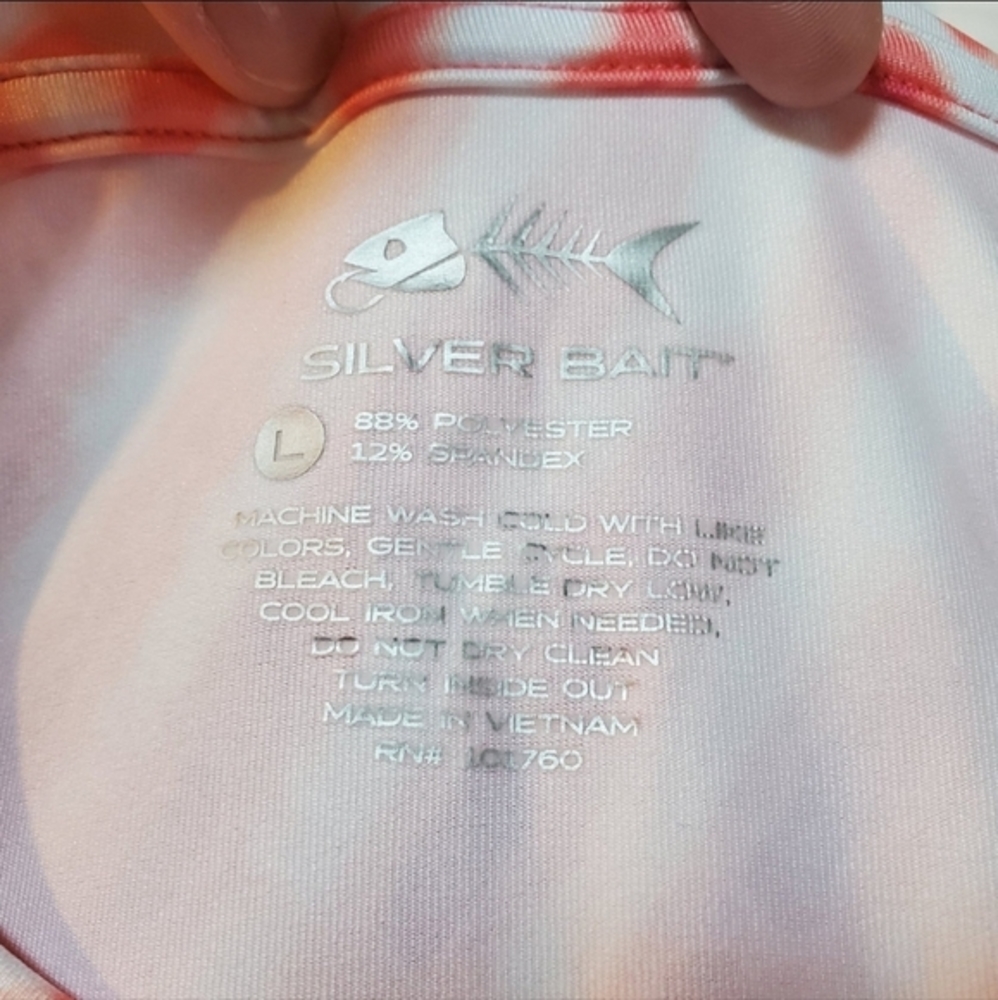 SILVER BAIT™
L
88% POLYESTER
12% SPANDEX
MACHINE WASH COLD WITH LIKE
COLORS, GENTLE CYCLE, DO NOT
BLEACH, TUMBLE DRY LOW,
COOL IRON WHEN NEEDED,
DO NOT DRY CLEAN
TURN INSIDE OUT
MADE IN VIETNAM
RN#